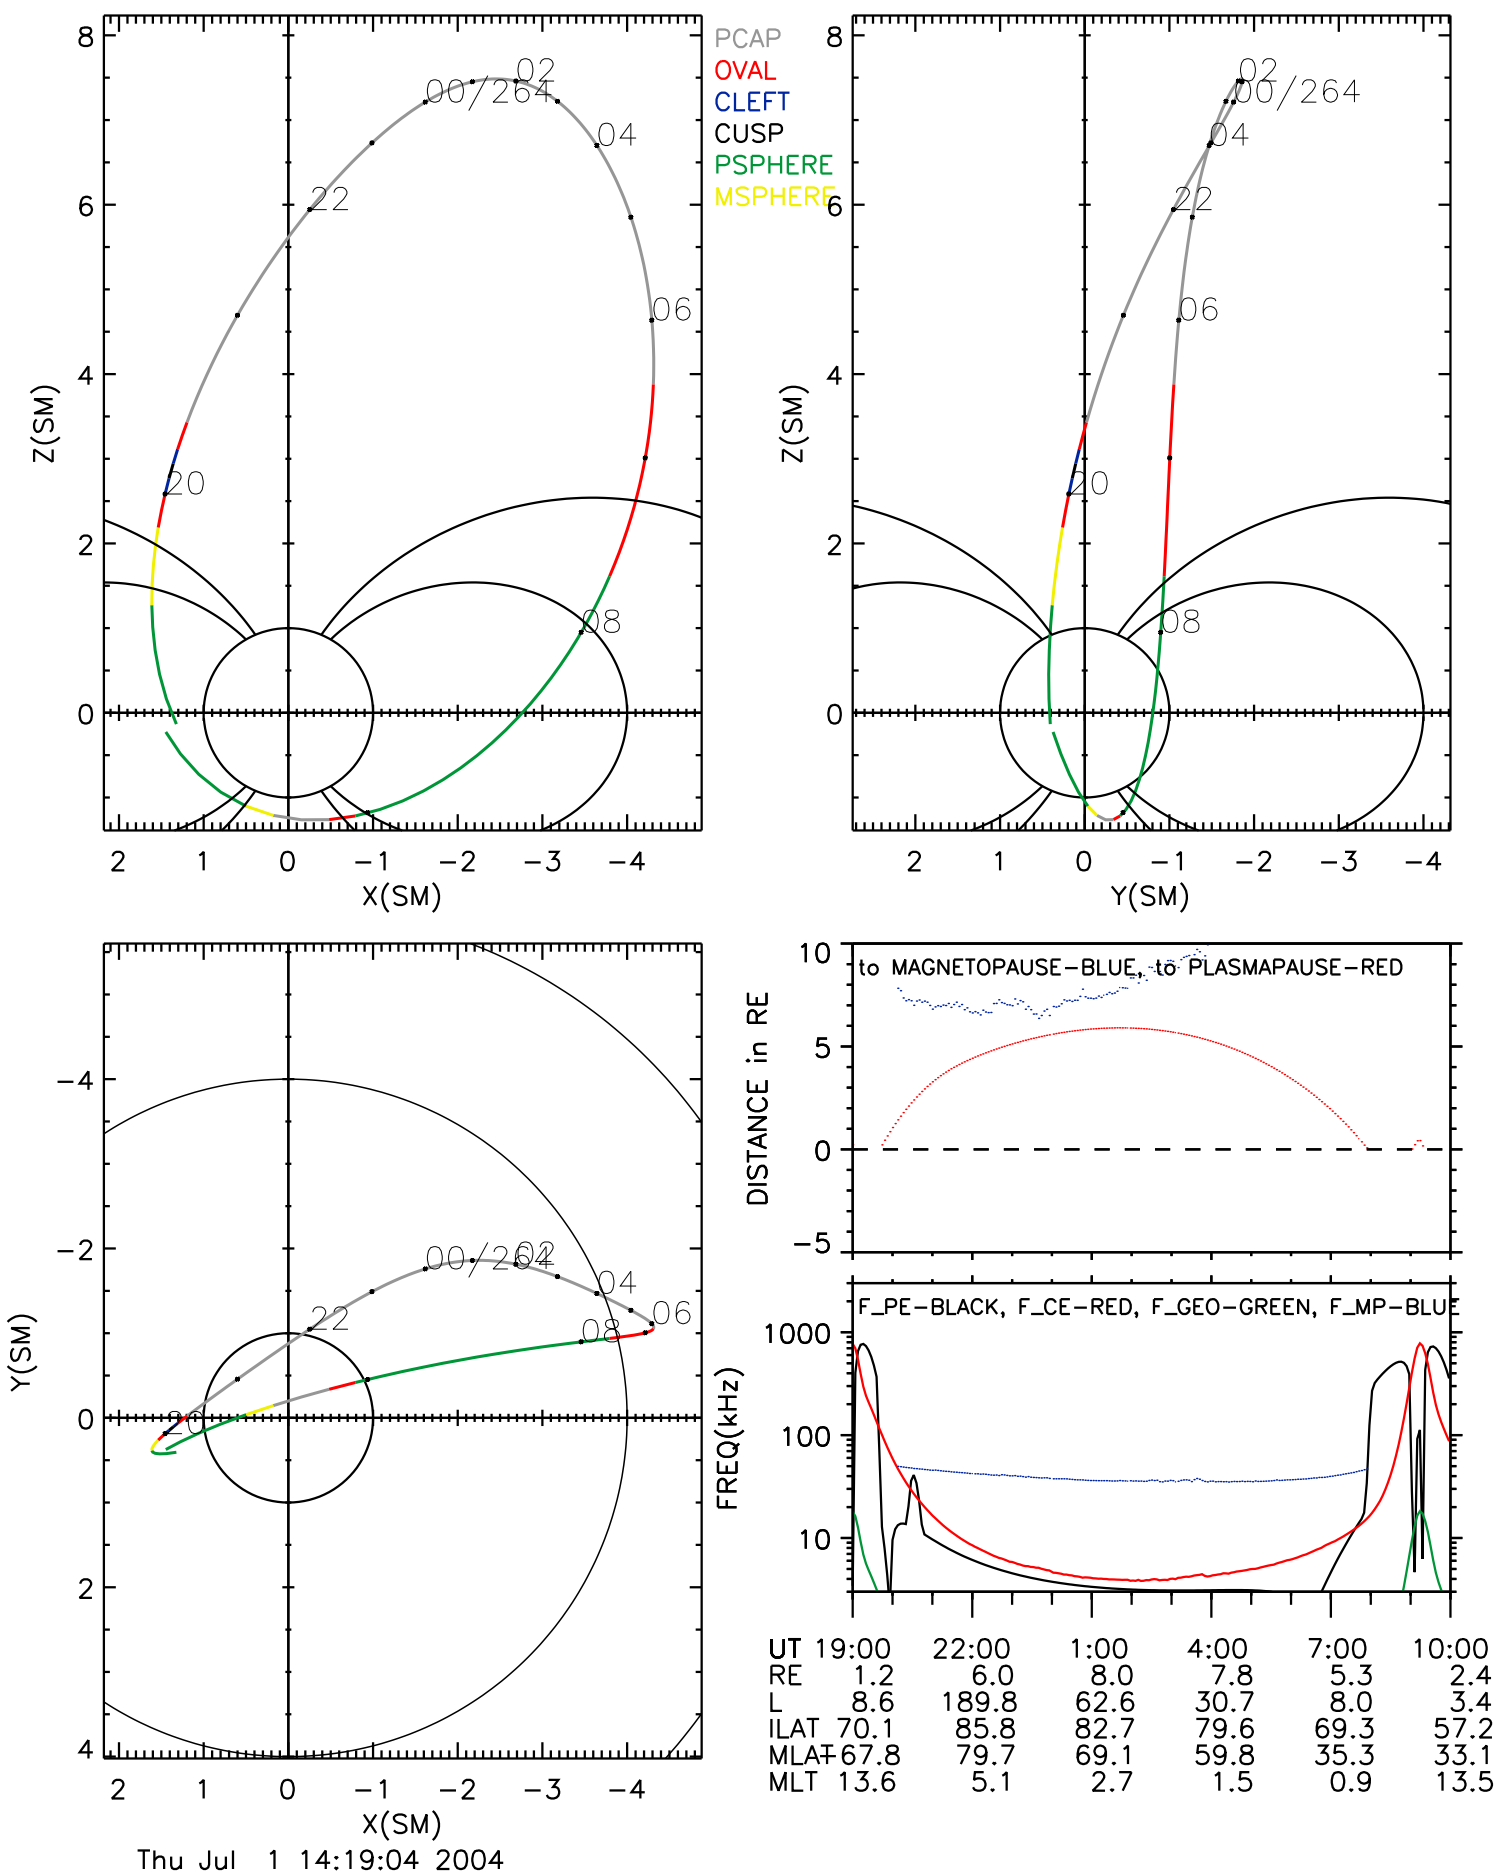 8
6
4
2
0
Z(SM)
00/264
02
04
22
06
20
08
2 1 0 -1 -2 -3 -4
X(SM)
PCAP
OVAL
CLEFT
CUSP
PSPHERE
MSPHERE
8
6
4
2
0
Z(SM)
02
00/264
04
22
06
20
08
2 1 0 -1 -2 -3 -4
Y(SM)
-4
-2
0
2
4
Y(SM)
00/264
02
04
06
22
08
20
2 1 0 -1 -2 -3 -4
X(SM)
10
5
0
-5
DISTANCE in RE
to MAGNETOPAUSE-BLUE, to PLASMAPAUSE-RED
F_PE-BLACK, F_CE-RED, F_GEO-GREEN, F_MP-BLUE
1000
100
10
FREQ(kHz)
UT 19:00 22:00 1:00 4:00 7:00 10:00
RE 1.2 6.0 8.0 7.8 5.3 2.4
L 8.6 189.8 62.6 30.7 8.0 3.4
ILAT 70.1 85.8 82.7 79.6 69.3 57.2
MLAT-67.8 79.7 69.1 59.8 35.3 33.1
MLT 13.6 5.1 2.7 1.5 0.9 13.5
Thu Jul 1 14:19:04 2004